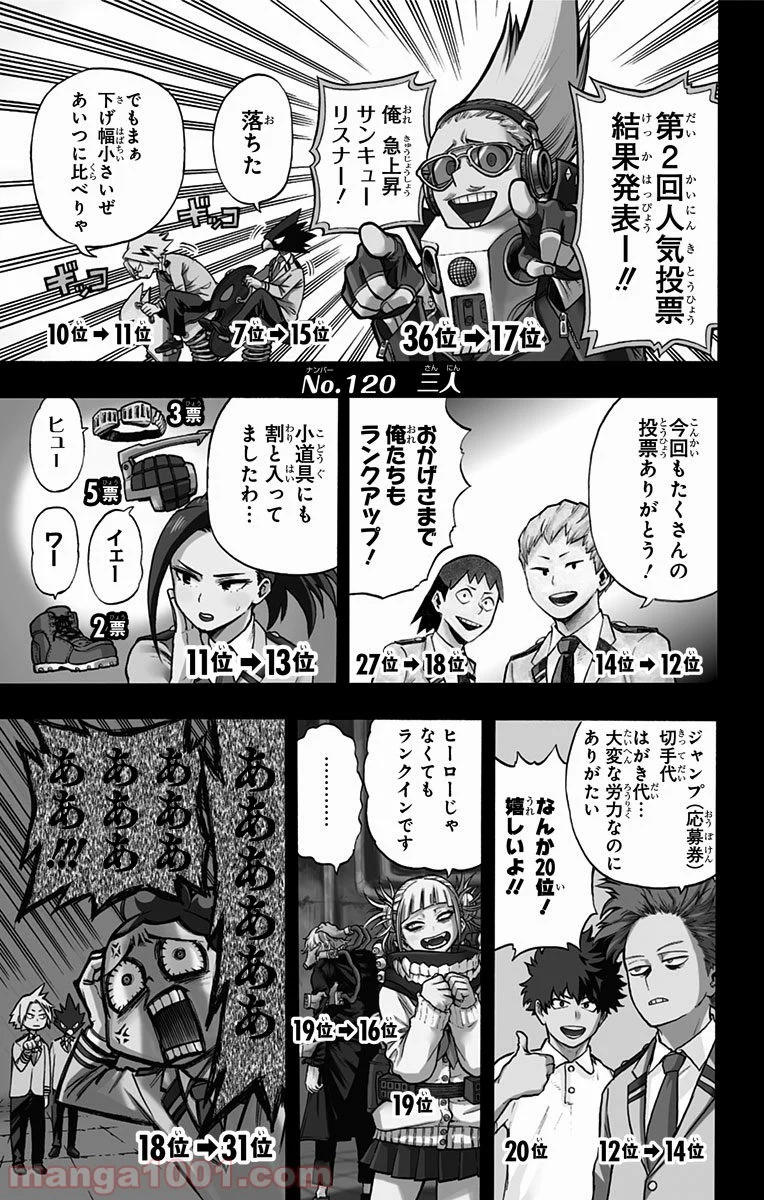 第2回人気投票
結果発表ー!!
俺 急上昇
サンキュー
リスナー!
落ちた
でもまぁ
下げ幅小さいぜ
あいつに比べりゃ
ギッコ
ギッコ
36位→17位
7位→15位
10位→11位
No.120 三人
今回もたくさんの
投票ありがとう!
おかげさまで
俺たちも
ランクアップ!
14位→12位
27位→18位
小道具にも
割と入って
ましたわ…
3票
ヒュー
5票
イエー
ワー
2票
11位→13位
ジャンプ(応募券)
切手代
はがき代…
大変な労力なのに
ありがたい
なんか20位!
嬉しいよ!!
12位→14位
20位
ヒーローじゃ
なくても
ランクインです
………
19位→16位
19位
あああああああ
あああ
あああ
ああ!!!
18位→31位
manga1001.com